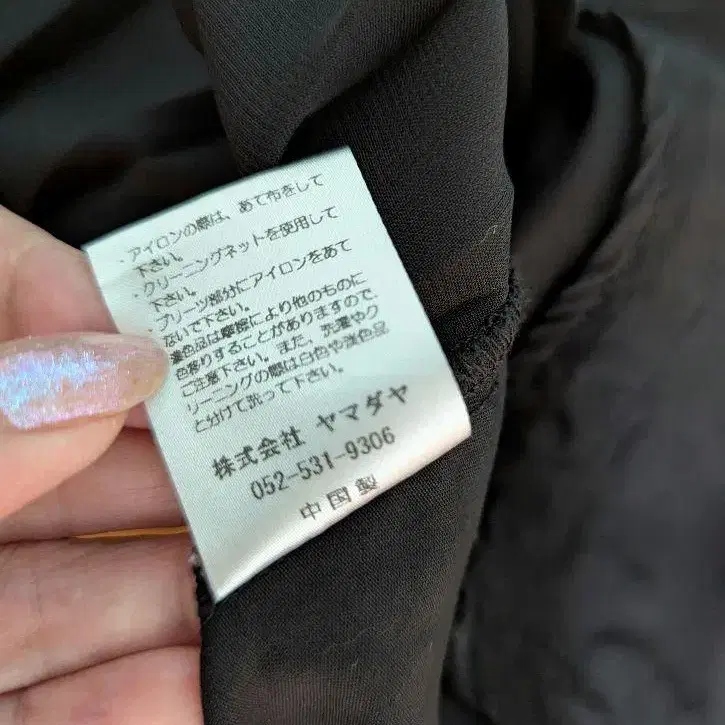 ・アイロンの際は、あて布をして
下さい。
・クリーニングネットを使用して
下さい。
・プリーツ部分にアイロンをあて
ないで下さい。
濃色品は摩擦により他のものに
色移りすることがありますので、
ご注意下さい。また、洗濯やク
リーニングの際は白色や淡色品
と分けて洗って下さい。
株式会社 ヤマダヤ
052-531-9306
中国製